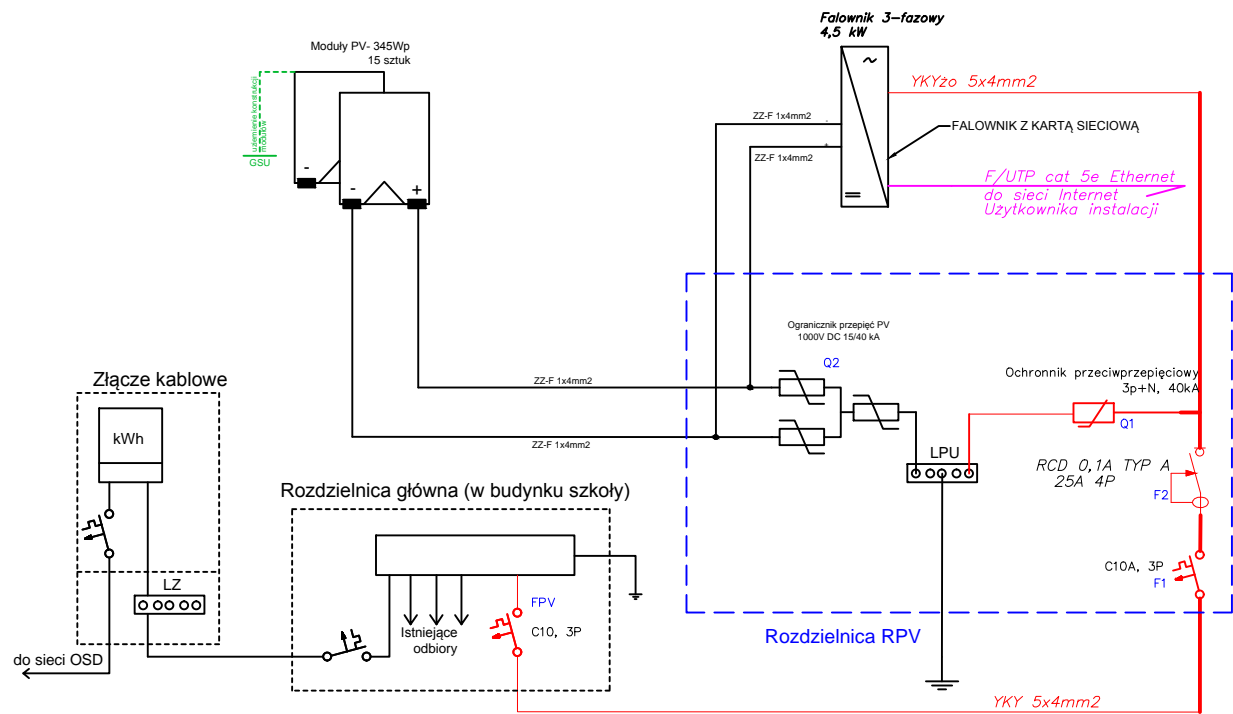 Falownik 3-fazowy
4,5 kW
Moduły PV- 345Wp
15 sztuk
uziemienie konstrukcji
modułów
GSU
-
-
+
~
=
YKYżo 5x4mm2
ZZ-F 1x4mm2
-
ZZ-F 1x4mm2
+
FALOWNIK Z KARTĄ SIECIOWĄ
F/UTP cat 5e Ethernet
do sieci Internet
Użytkownika instalacji
Ogranicznik przepięć PV
1000V DC 15/40 kA
Q2
ZZ-F 1x4mm2
ZZ-F 1x4mm2
Ochronnik przeciwprzepięciowy
3p+N, 40kA
Q1
LPU
RCD 0,1A TYP A
25A 4P
F2
C10A, 3P
F1
Rozdzielnica RPV
Złącze kablowe
kWh
LZ
do sieci OSD
Rozdzielnica główna (w budynku szkoły)
Istniejące
odbiory
FPV
C10, 3P
YKY 5x4mm2